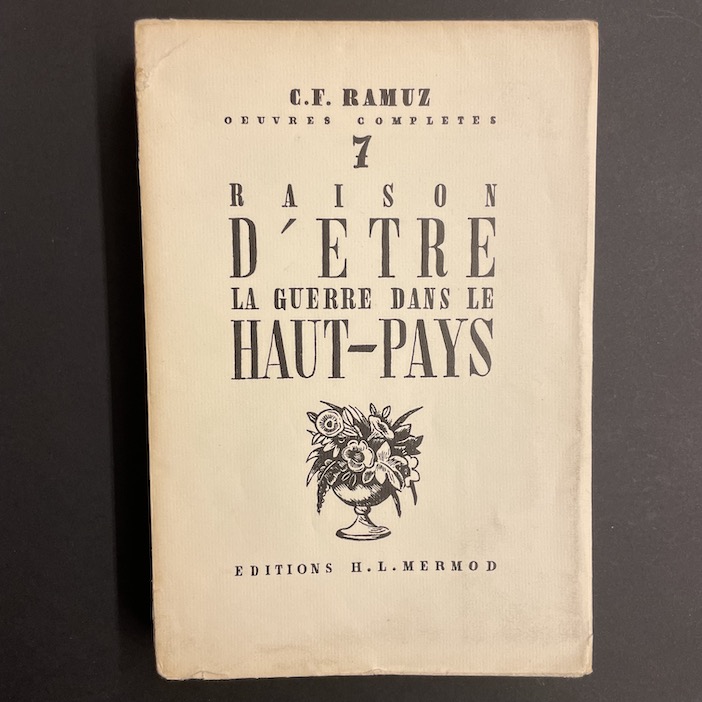 C.F. RAMUZ
OEUVRES COMPLETES
7
RAISON
D'ETRE
LA GUERRE DANS LE
HAUT-PAYS
EDITIONS H.L.MERMOD